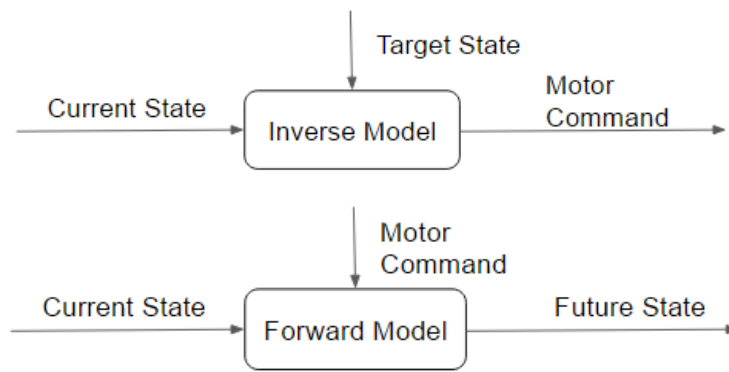 Target State
Current State
Motor
Command
Inverse Model
Motor
Command
Current State
Future State
Forward Model